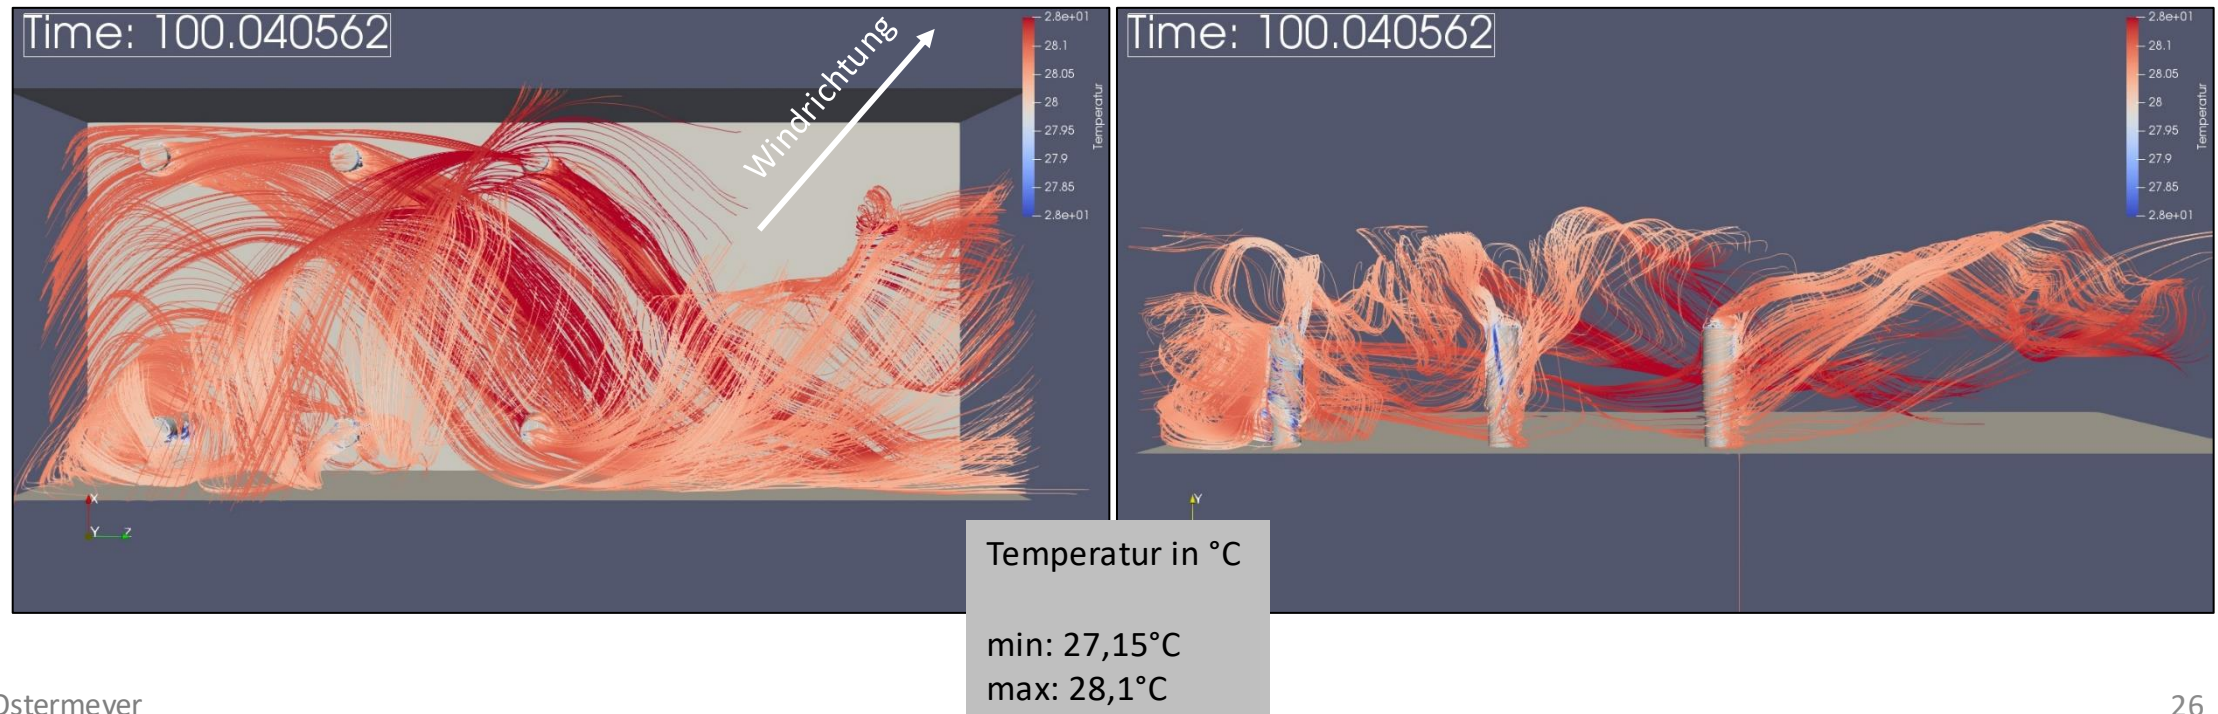 Time: 100.040562
Windrichtung
2.8e+01
28.1
28.05
28
27.95
27.9
27.85
2.8e+01
Temperatur
X
Y
Z
Time: 100.040562
2.8e+01
28.1
28.05
28
27.95
27.9
27.85
2.8e+01
Temperatur
Y
Temperatur in °C
min: 27,15°C
max: 28,1°C
Ostermeyer
26